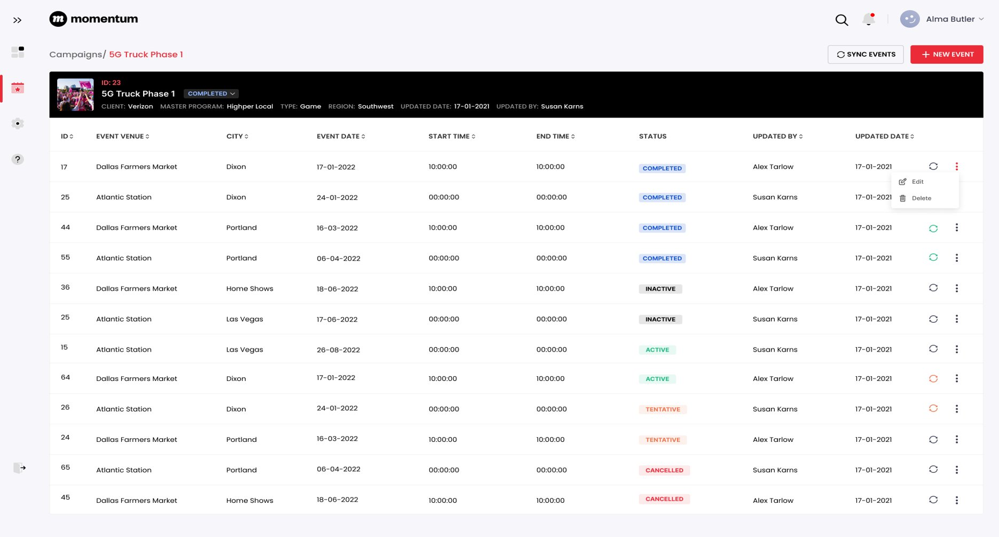 momentum
Alma Butler
Campaigns/ 5G Truck Phase 1
SYNC EVENTS
+ NEW EVENT
ID: 23
5G Truck Phase 1 COMPLETED
CLIENT: Verizon MASTER PROGRAM: Highper Local TYPE: Game REGION: Southwest UPDATED DATE: 17-01-2021 UPDATED BY: Susan Karns
ID EVENT VENUE CITY EVENT DATE START TIME END TIME STATUS UPDATED BY UPDATED DATE
17 Dallas Farmers Market Dixon 17-01-2022 10:00:00 10:00:00 COMPLETED Alex Tarlow 17-01-2021
Edit
25 Atlantic Station Dixon 24-01-2022 00:00:00 00:00:00 COMPLETED Susan Karns 17-01-2021
Delete
44 Dallas Farmers Market Portland 16-03-2022 10:00:00 10:00:00 COMPLETED Alex Tarlow 17-01-2021
55 Atlantic Station Portland 06-04-2022 00:00:00 00:00:00 COMPLETED Susan Karns 17-01-2021
36 Dallas Farmers Market Home Shows 18-06-2022 10:00:00 10:00:00 INACTIVE Alex Tarlow 17-01-2021
25 Atlantic Station Las Vegas 17-06-2022 00:00:00 00:00:00 INACTIVE Susan Karns 17-01-2021
15 Atlantic Station Las Vegas 26-08-2022 00:00:00 00:00:00 ACTIVE Susan Karns 17-01-2021
64 Dallas Farmers Market Dixon 17-01-2022 10:00:00 10:00:00 ACTIVE Alex Tarlow 17-01-2021
26 Atlantic Station Dixon 24-01-2022 00:00:00 00:00:00 TENTATIVE Susan Karns 17-01-2021
24 Dallas Farmers Market Portland 16-03-2022 10:00:00 10:00:00 TENTATIVE Alex Tarlow 17-01-2021
65 Atlantic Station Portland 06-04-2022 00:00:00 00:00:00 CANCELLED Susan Karns 17-01-2021
45 Dallas Farmers Market Home Shows 18-06-2022 10:00:00 10:00:00 CANCELLED Alex Tarlow 17-01-2021